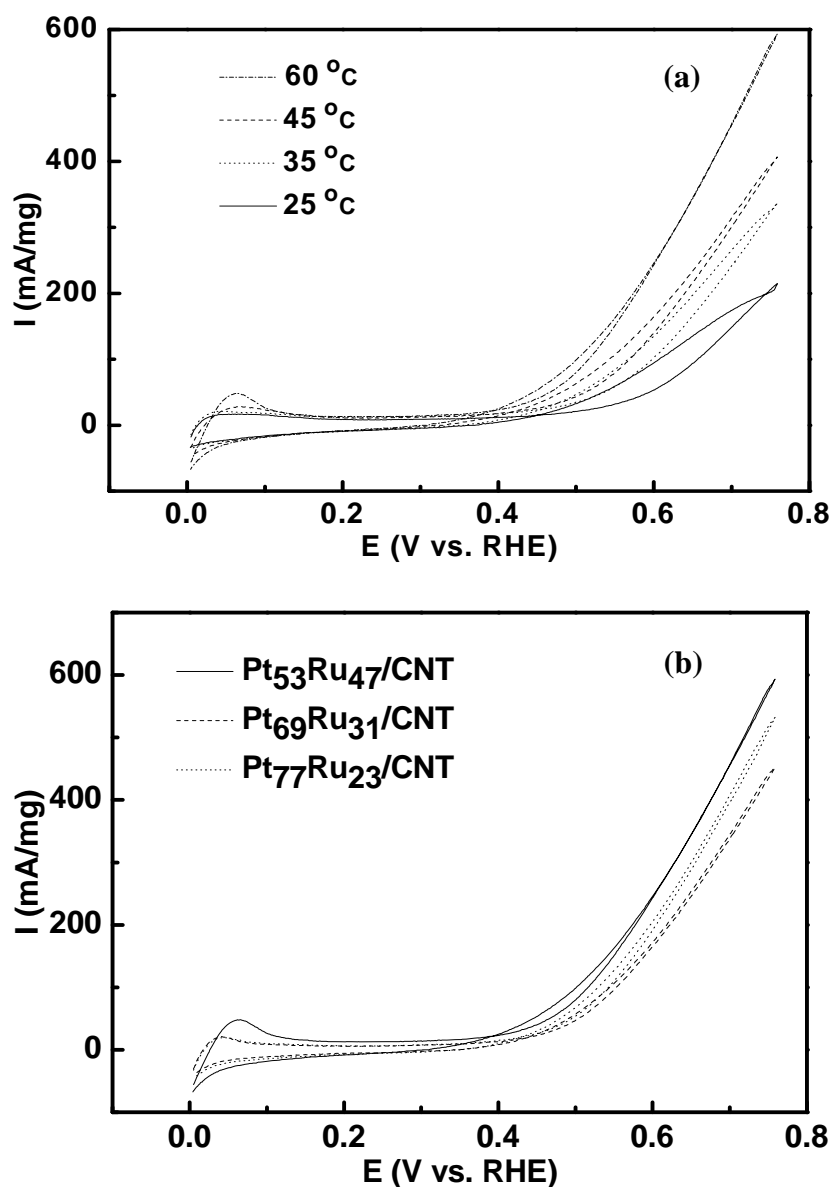 600
400
200
0
I (mA/mg)
60 °C
45 °C
35 °C
25 °C
(a)
0.0 0.2 0.4 0.6 0.8
E (V vs. RHE)
600
400
200
0
I (mA/mg)
Pt53Ru47/CNT
Pt69Ru31/CNT
Pt77Ru23/CNT
(b)
0.0 0.2 0.4 0.6 0.8
E (V vs. RHE)